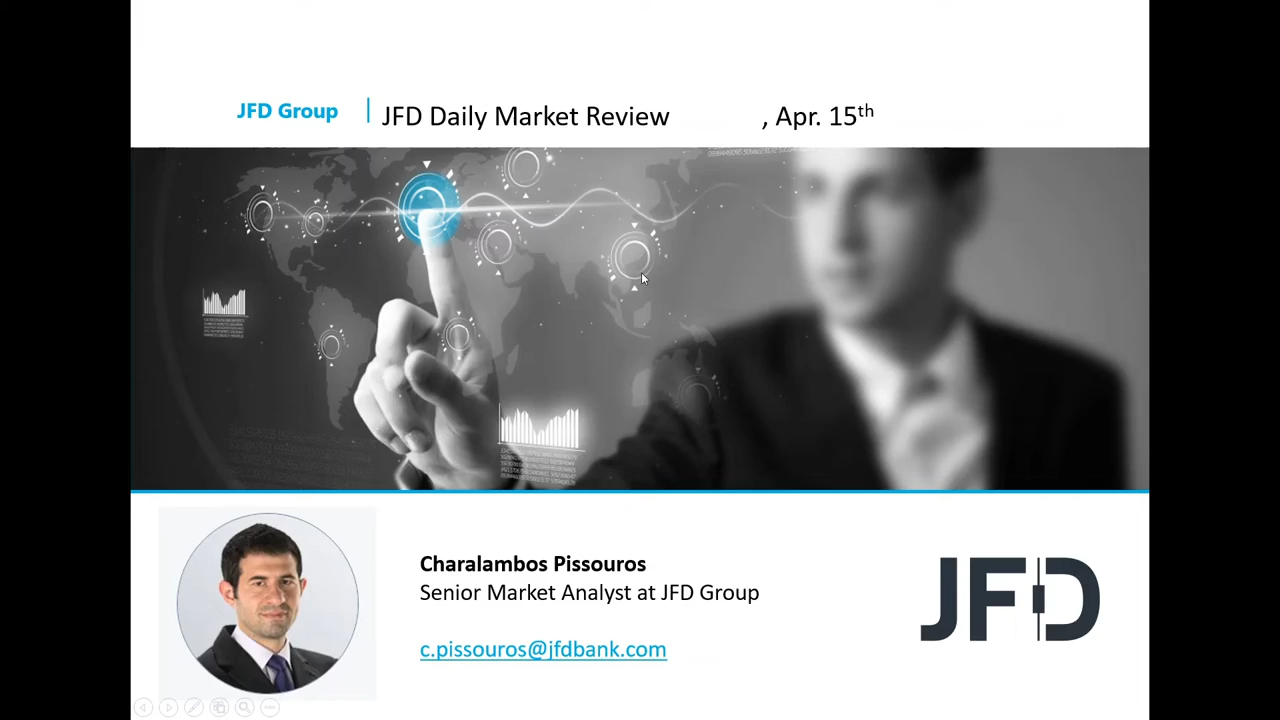 JFD Group
JFD Daily Market Review , Apr. 15th
Charalambos Pissouros
Senior Market Analyst at JFD Group
c.pissouros@jfdbank.com
JFD